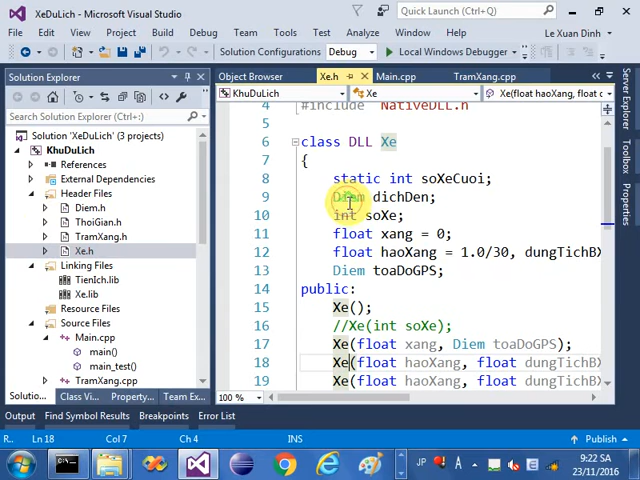 XeDuLich - Microsoft Visual Studio
Quick Launch (Ctrl+Q)
File Edit View Project Build Debug Team Tools Test Analyze Window Help Le Xuan Dinh
Solution Configurations Debug Local Windows Debugger
Solution Explorer
Search Solution Explorer (Ctrl+;)
Solution 'XeDuLich' (3 projects)
KhuDuLich
References
External Dependencies
Header Files
Diem.h
ThoiGian.h
TramXang.h
Xe.h
Linking Files
TienIch.lib
Xe.lib
Resource Files
Source Files
Main.cpp
main()
main_test()
TramXang.cpp
Solutio... Class Vi... Property... Team Ex...
Object Browser Xe.h Main.cpp TramXang.cpp
KhuDuLich Xe Xe(float haoXang, float
4 #include "NativeDLL.h
5
6 class DLL Xe
7 {
8 static int soXeCuoi;
9 Diem dichDen;
10 int soXe;
11 float xang = 0;
12 float haoXang = 1.0/30, dungTichBX
13 Diem toaDoGPS;
14 public:
15 Xe();
16 //Xe(int soXe);
17 Xe(float xang, Diem toaDoGPS);
18 Xe(float haoXang, float dungTichBX
19 Xe(float haoXang, float dungTichBX
100 %
Server Explorer
Toolbox
Properties
Output Find Symbol Results Breakpoints Error List
R.. Ln 18 Col 7 Ch 4 INS Publish
JP A 9:22 SA
23/11/2016